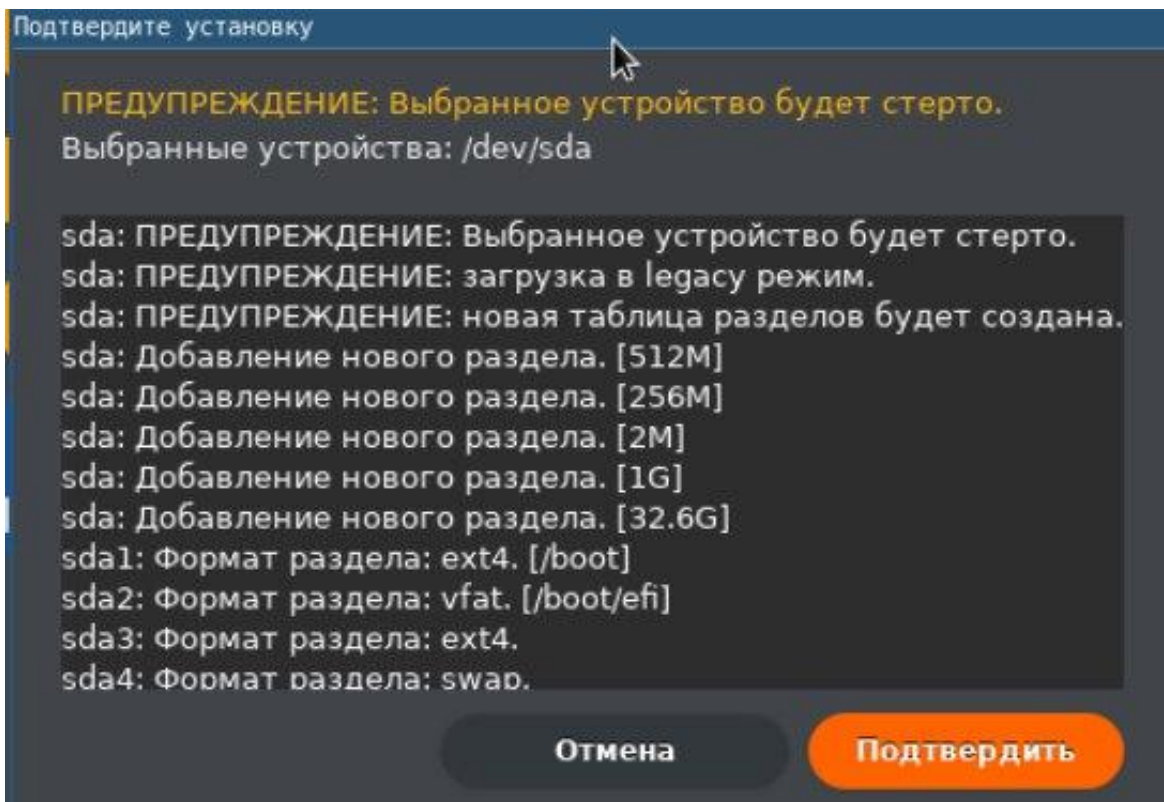 Подтвердите установку
ПРЕДУПРЕЖДЕНИЕ: Выбранное устройство будет стерто.
Выбранные устройства: /dev/sda
sda: ПРЕДУПРЕЖДЕНИЕ: Выбранное устройство будет стерто.
sda: ПРЕДУПРЕЖДЕНИЕ: загрузка в legacy режим.
sda: ПРЕДУПРЕЖДЕНИЕ: новая таблица разделов будет создана.
sda: Добавление нового раздела. [512M]
sda: Добавление нового раздела. [256M]
sda: Добавление нового раздела. [2M]
sda: Добавление нового раздела. [1G]
sda: Добавление нового раздела. [32.6G]
sda1: Формат раздела: ext4. [/boot]
sda2: Формат раздела: vfat. [/boot/efi]
sda3: Формат раздела: ext4.
sda4: Формат раздела: swap.
Отмена Подтвердить